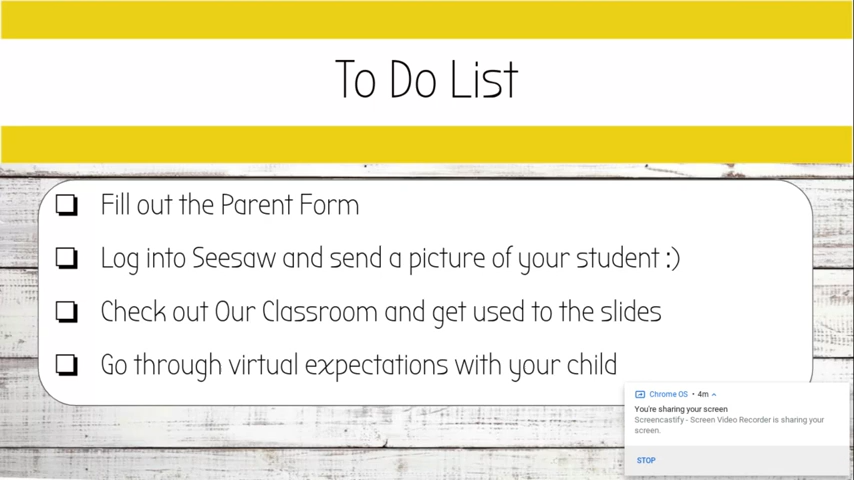 To Do List
Fill out the Parent Form
Log into Seesaw and send a picture of your student :)
Check out Our Classroom and get used to the slides
Go through virtual expectations with your child
Chrome OS • 4m
You're sharing your screen
Screencastify - Screen Video Recorder is sharing your
screen.
STOP